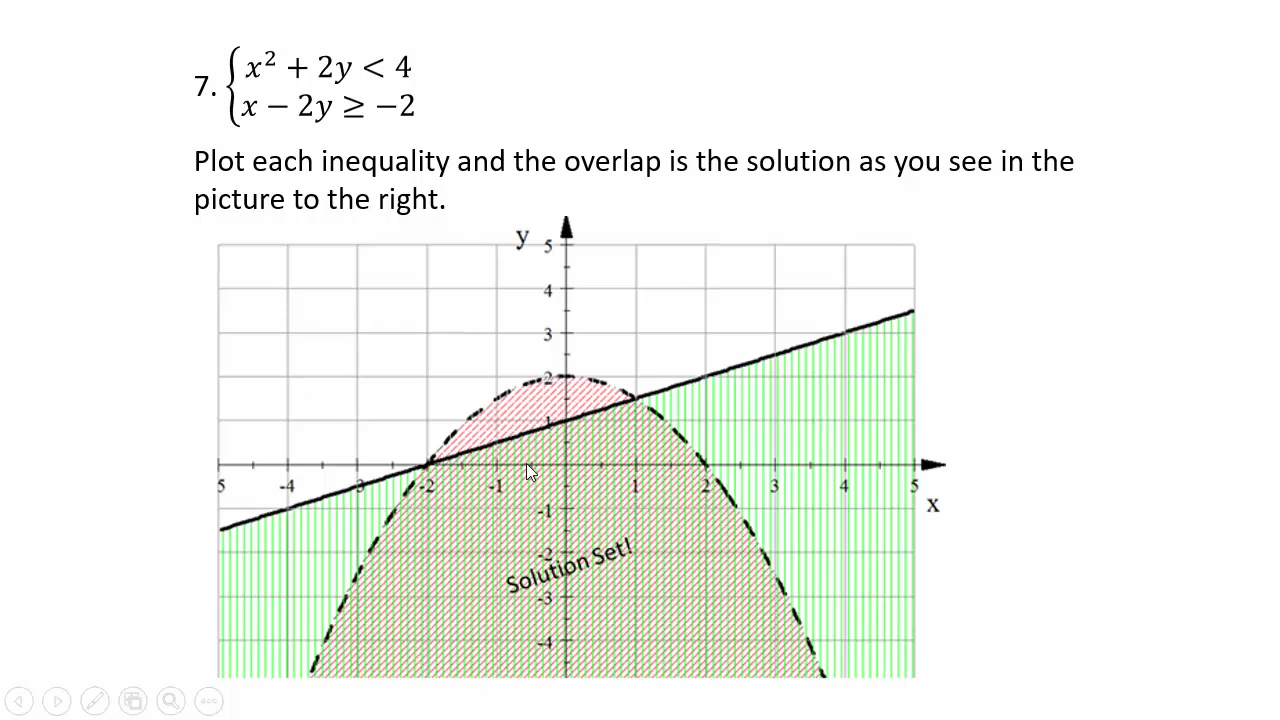 7. { x² + 2y < 4
x − 2y ≥ −2
Plot each inequality and the overlap is the solution as you see in the
picture to the right.
y
5
4
3
2
1
5 -4 -3 -2 -1 1 2 3 4 5
x
-1
-2
Solution Set!
-3
-4